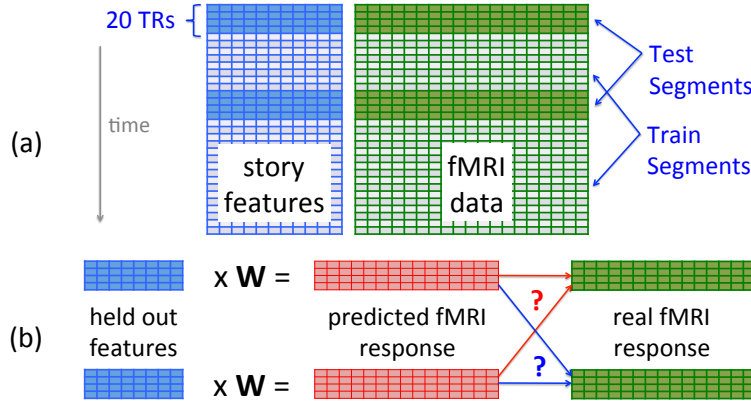 20 TRs
time
(a)
story
features
fMRI
data
Test
Segments
Train
Segments
(b)
x W =
held out
features
predicted fMRI
response
?
?
real fMRI
response
x W =